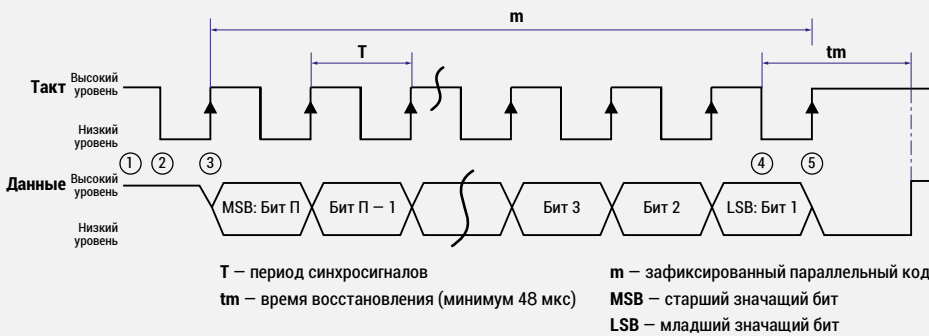 m
T
tm
Такт
Высокий
уровень
Низкий
уровень
1 2 3 4 5
Данные
Высокий
уровень
Низкий
уровень
MSB: Бит П
Бит П – 1
Бит 3
Бит 2
LSB: Бит 1
T – период синхросигналов
tm – время восстановления (минимум 48 мкс)
m – зафиксированный параллельный код
MSB – старший значащий бит
LSB – младший значащий бит